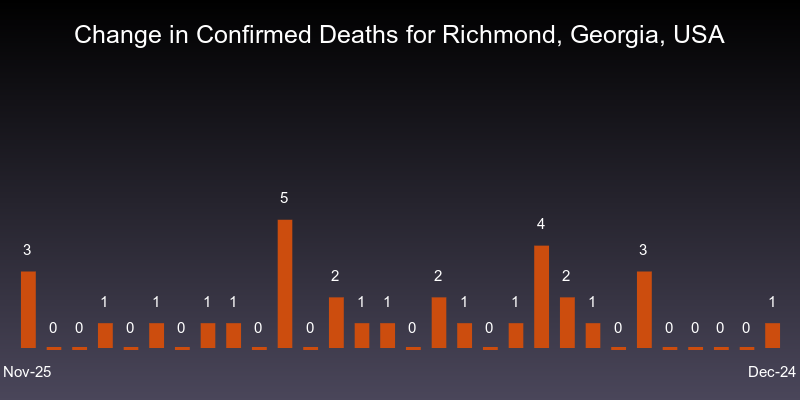 Change in Confirmed Deaths for Richmond, Georgia, USA
5
4
3 3
2 2 2
1 1 1 1 1 1 1 1 1 1
0 0 0 0 0 0 0 0 0 0 0 0 0
Nov-25 Dec-24